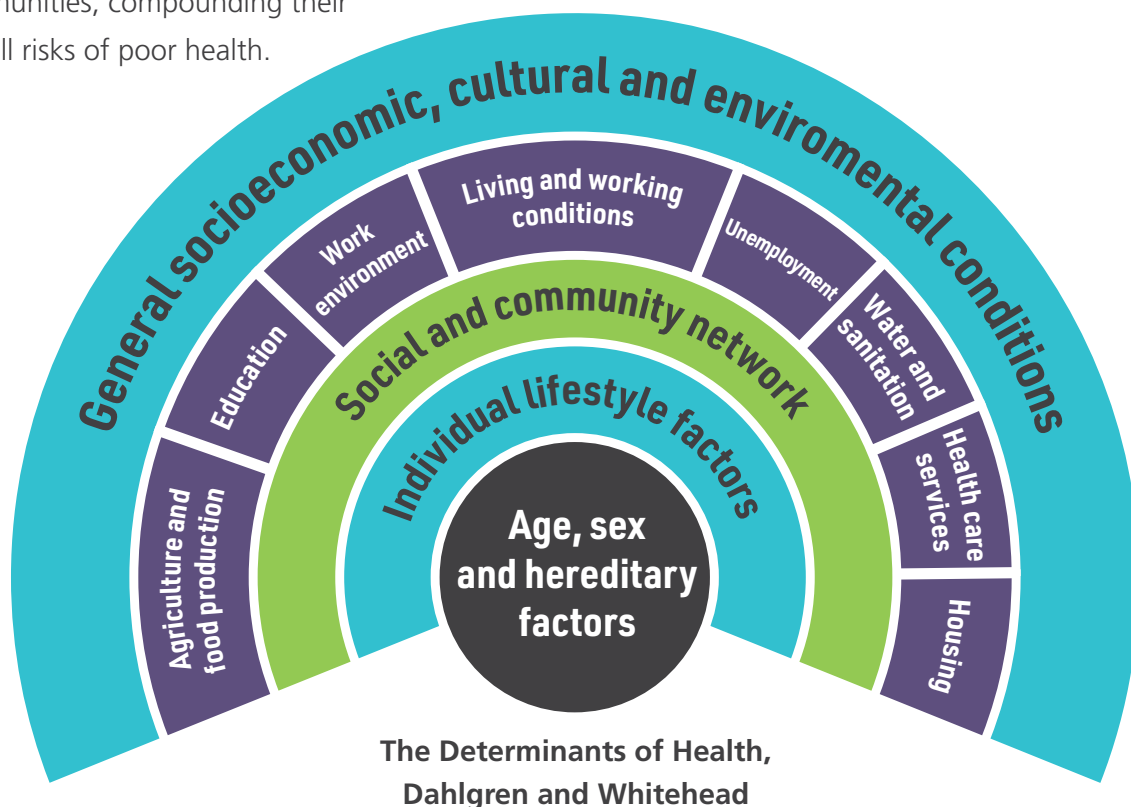 compounding their
risks of poor health.
General socioeconomic, cultural and enviromental conditions
Agriculture and
food production
Education
Work
environment
Living and working
conditions
Unemployment
Water and
sanitation
Health care
services
Housing
Social and community network
Individual lifestyle factors
Age, sex
and hereditary
factors
The Determinants of Health,
Dahlgren and Whitehead